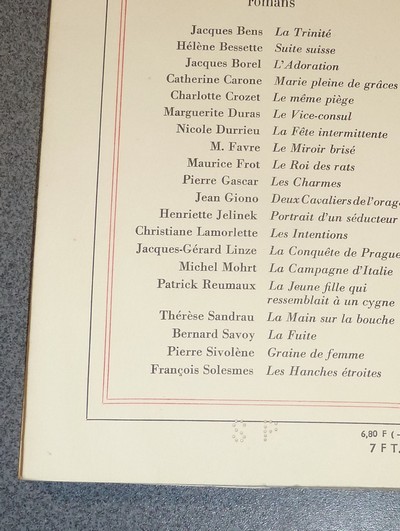 romans
Jacques Bens La Trinité
Hélène Bessette Suite suisse
Jacques Borel L'Adoration
Catherine Carone Marie pleine de grâces
Charlotte Crozet Le même piège
Marguerite Duras Le Vice-consul
Nicole Durrieu La Fête intermittente
M. Favre Le Miroir brisé
Maurice Frot Le Roi des rats
Pierre Gascar Les Charmes
Jean Giono Deux Cavaliers de l'orag
Henriette Jelinek Portrait d'un séducteur
Christiane Lamorlette Les Intentions
Jacques-Gérard Linze La Conquête de Prague
Michel Mohrt La Campagne d'Italie
Patrick Reumaux La Jeune fille qui
ressemblait à un cygne
Thérèse Sandrau La Main sur la bouche
Bernard Savoy La Fuite
Pierre Sivolène Graine de femme
François Solesmes Les Hanches étroites
6,80 F (-
7 F T.